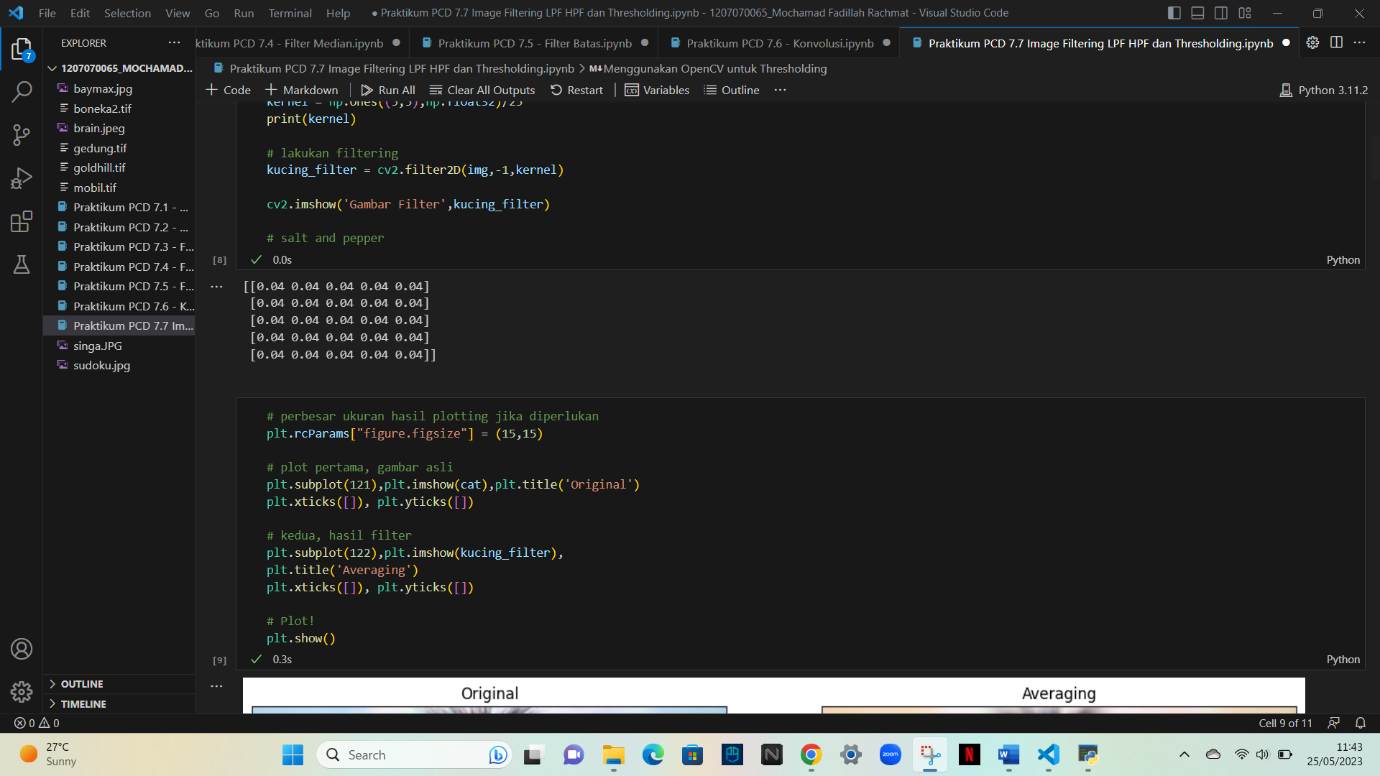 File Edit Selection View Go Run Terminal Help ● Praktikum PCD 7.7 Image Filtering LPF HPF dan Thresholding.ipynb - 1207070065_Mochamad Fadillah Rachmat - Visual Studio Code
EXPLORER ···
ktikum PCD 7.4 - Filter Median.ipynb ● Praktikum PCD 7.5 - Filter Batas.ipynb ● Praktikum PCD 7.6 - Konvolusi.ipynb ● Praktikum PCD 7.7 Image Filtering LPF HPF dan Thresholding.ipynb ● ···
7
1207070065_MOCHAMAD...
baymax.jpg
boneka2.tif
brain.jpeg
gedung.tif
goldhill.tif
mobil.tif
Praktikum PCD 7.1 - ...
Praktikum PCD 7.2 - ...
Praktikum PCD 7.3 - F...
Praktikum PCD 7.4 - F...
Praktikum PCD 7.5 - F...
Praktikum PCD 7.6 - K...
Praktikum PCD 7.7 Im...
singa.JPG
sudoku.jpg
OUTLINE
TIMELINE
Praktikum PCD 7.7 Image Filtering LPF HPF dan Thresholding.ipynb > M↓Menggunakan OpenCV untuk Thresholding
+ Code + Markdown Run All Clear All Outputs Restart Variables Outline ··· Python 3.11.2
kernel = np.ones((5,5),np.float32)/25
print(kernel)
# lakukan filtering
kucing_filter = cv2.filter2D(img,-1,kernel)
cv2.imshow('Gambar Filter',kucing_filter)
# salt and pepper
[8] ✓ 0.0s Python
··· [[0.04 0.04 0.04 0.04 0.04]
[0.04 0.04 0.04 0.04 0.04]
[0.04 0.04 0.04 0.04 0.04]
[0.04 0.04 0.04 0.04 0.04]
[0.04 0.04 0.04 0.04 0.04]]
# perbesar ukuran hasil plotting jika diperlukan
plt.rcParams["figure.figsize"] = (15,15)
# plot pertama, gambar asli
plt.subplot(121),plt.imshow(cat),plt.title('Original')
plt.xticks([]), plt.yticks([])
# kedua, hasil filter
plt.subplot(122),plt.imshow(kucing_filter),
plt.title('Averaging')
plt.xticks([]), plt.yticks([])
# Plot!
plt.show()
[9] ✓ 0.3s Python
··· Original Averaging
0 0 Cell 9 of 11
27°C
Sunny
Search
zoom
N
N
W
11:43
25/05/2023